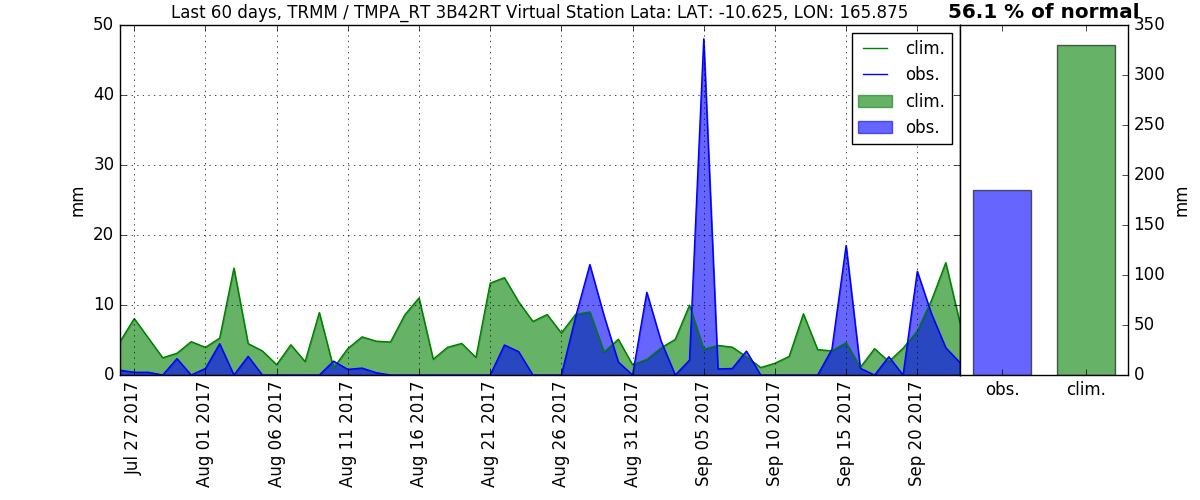 Last 60 days, TRMM / TMPA_RT 3B42RT Virtual Station Lata: LAT: -10.625, LON: 165.875
56.1 % of normal
50
40
30
20
10
0
mm
clim.
obs.
clim.
obs.
350
300
250
200
150
100
50
0
mm
obs.
clim.
Jul 27 2017
Aug 01 2017
Aug 06 2017
Aug 11 2017
Aug 16 2017
Aug 21 2017
Aug 26 2017
Aug 31 2017
Sep 05 2017
Sep 10 2017
Sep 15 2017
Sep 20 2017